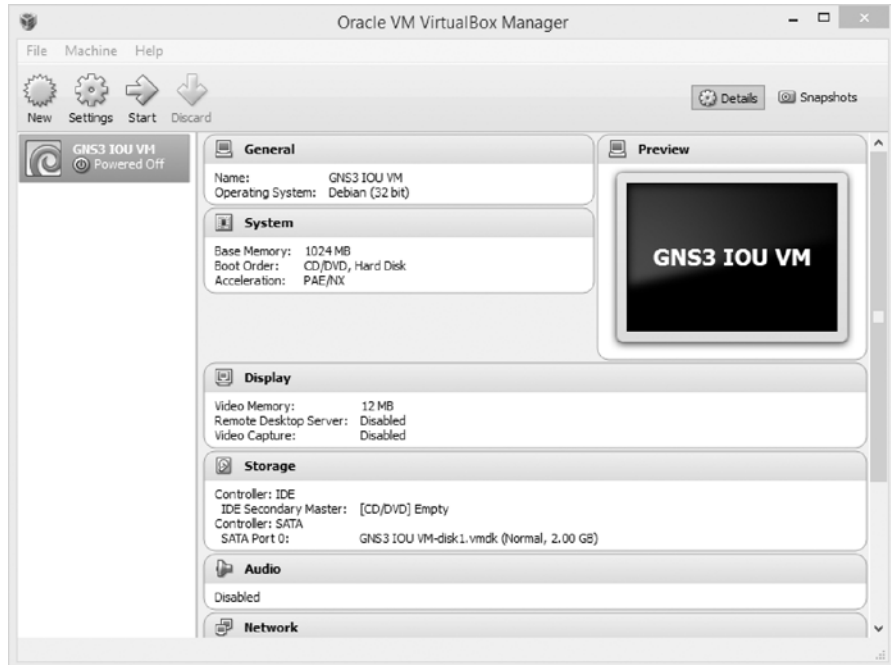 Oracle VM VirtualBox Manager
File Machine Help
New Settings Start Discard
Details Snapshots
GNS3 IOU VM
Powered Off
General
Name: GNS3 IOU VM
Operating System: Debian (32 bit)
System
Base Memory: 1024 MB
Boot Order: CD/DVD, Hard Disk
Acceleration: PAE/NX
Preview
GNS3 IOU VM
Display
Video Memory: 12 MB
Remote Desktop Server: Disabled
Video Capture: Disabled
Storage
Controller: IDE
IDE Secondary Master: [CD/DVD] Empty
Controller: SATA
SATA Port 0: GNS3 IOU VM-disk1.vmdk (Normal, 2.00 GB)
Audio
Disabled
Network